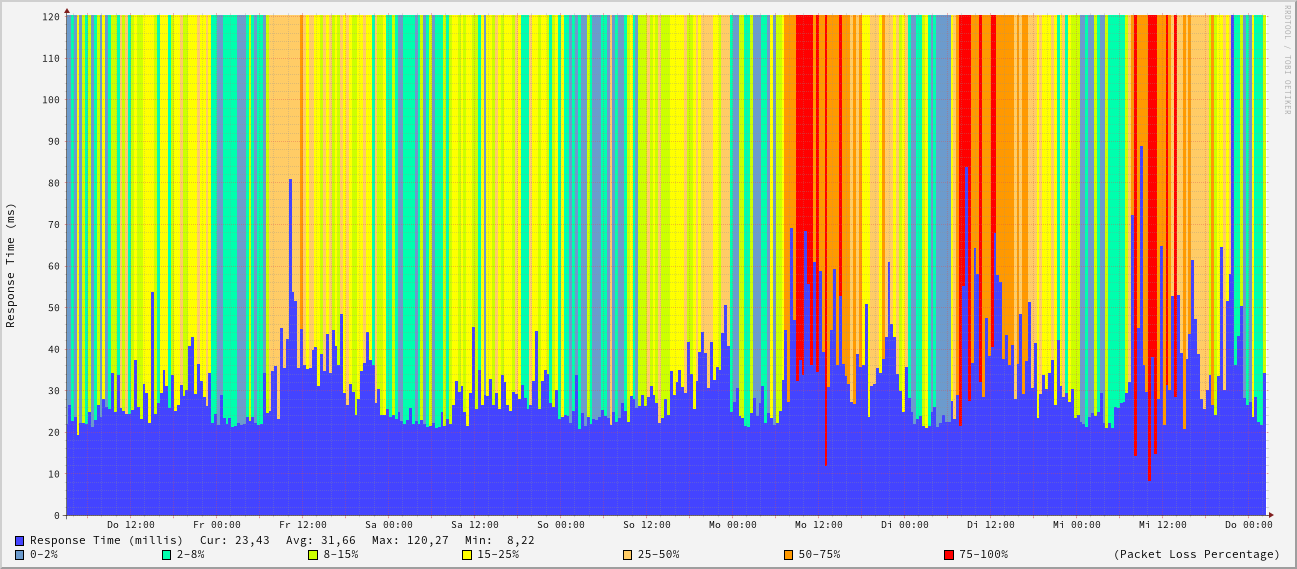 RRDTOOL / TOBI OETIKER
Response Time (ms)
120
110
100
90
80
70
60
50
40
30
20
10
0
Do 12:00 Fr 00:00 Fr 12:00 Sa 00:00 Sa 12:00 So 00:00 So 12:00 Mo 00:00 Mo 12:00 Di 00:00 Di 12:00 Mi 00:00 Mi 12:00 Do 00:00
Response Time (millis) Cur: 23,43 Avg: 31,66 Max: 120,27 Min: 8,22
0-2% 2-8% 8-15% 15-25% 25-50% 50-75% 75-100% (Packet Loss Percentage)